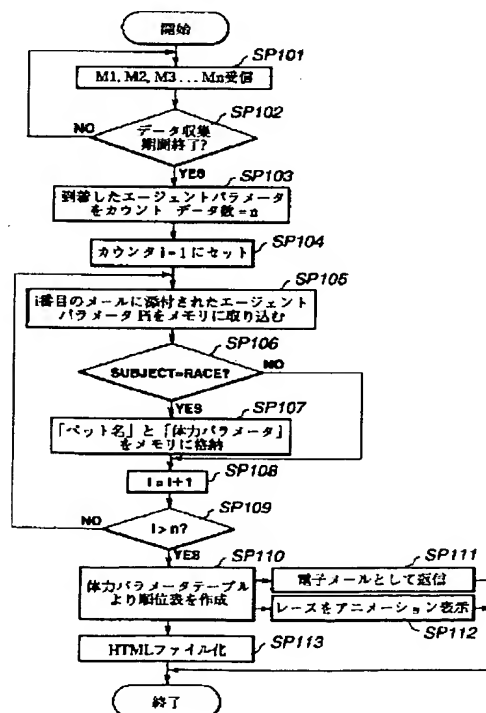 開始
SP101
M1, M2, M3 . . . Mn受信
SP102
NO
データ収集
期間終了?
SP103
YES
到着したエージェントパラメータ
をカウント データ数=n
SP104
カウンタi=1にセット
SP105
i番目のメールに添付されたエージェント
パラメータPiをメモリに取り込む
SP106
NO
SUBJECT=RACE?
YES
SP107
「ペット名」と「体力パラメータ」
をメモリに格納
SP108
i=i+1
SP109
NO
i>n?
YES
SP110
SP111
体力パラメータテーブル
より順位表を作成
電子メールとして返信
レースをアニメーション表示
SP112
SP113
HTMLファイル化
終了